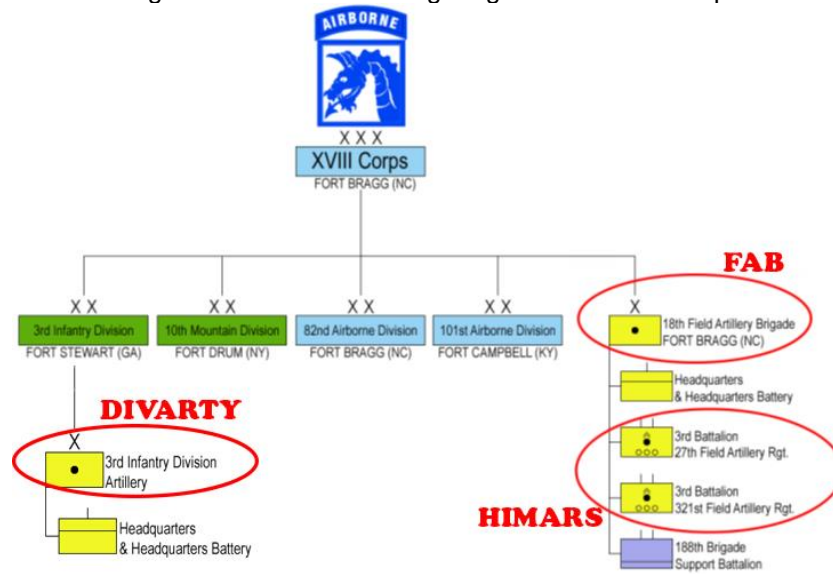 AIRBORNE
X X X
XVIII Corps
FORT BRAGG (NC)
FAB
X X
3rd Infantry Division
FORT STEWART (GA)
X X
10th Mountain Division
FORT DRUM (NY)
X X
82nd Airborne Division
FORT BRAGG (NC)
X X
101st Airborne Division
FORT CAMPBELL (KY)
X
18th Field Artillery Brigade
FORT BRAGG (NC)
Headquarters
& Headquarters Battery
3rd Battalion
27th Field Artillery Rgt.
3rd Battalion
321st Field Artillery Rgt.
HIMARS
188th Brigade
Support Battalion
DIVARTY
X
3rd Infantry Division
Artillery
Headquarters
& Headquarters Battery